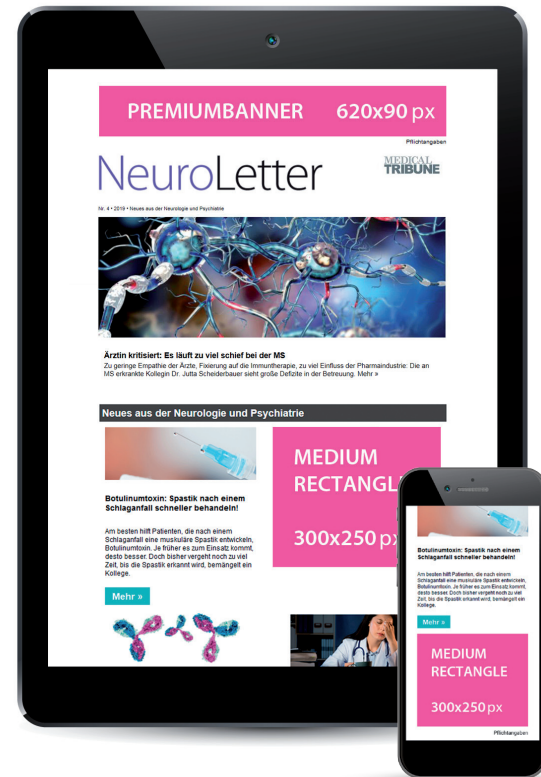 PREMIUMBANNER 620x90 px
Pflichtangaben
NeuroLetter
MEDICAL
TRIBUNE
Nr. 4 • 2019 • Neues aus der Neurologie und Psychiatrie
Ärztin kritisiert: Es läuft zu viel schief bei der MS
Zu geringe Empathie der Ärzte, Fixierung auf die Immuntherapie, zu viel Einfluss der Pharmaindustrie: Die an
MS erkrankte Kollegin Dr. Jutta Scheiderbauer sieht große Defizite in der Betreuung. Mehr »
Neues aus der Neurologie und Psychiatrie
Botulinumtoxin: Spastik nach einem
Schlaganfall schneller behandeln!
Am besten hilft Patienten, die nach einem
Schlaganfall eine muskuläre Spastik entwickeln,
Botulinumtoxin. Je früher es zum Einsatz kommt,
desto besser. Doch bisher vergeht noch zu viel
Zeit, bis die Spastik erkannt wird, bemängelt ein
Kollege.
Mehr »
MEDIUM
RECTANGL
300x250 px
Botulinumtoxin: Spastik nach einem
Schlaganfall schneller behandeln!
Am besten hilft Patienten, die nach einem
Schlaganfall eine muskuläre Spastik entwickeln,
Botulinumtoxin. Je früher es zum Einsatz kommt,
desto besser. Doch bisher vergeht noch zu viel
Zeit, bis die Spastik erkannt wird, bemängelt ein
Kollege.
Mehr »
MEDIUM
RECTANGLE
300x250 px
Pflichtangaben